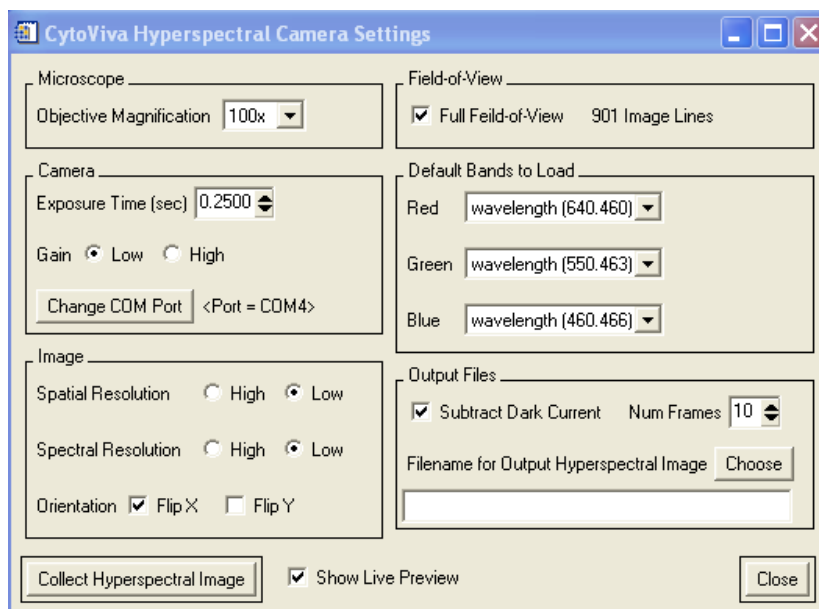 CytoViva Hyperspectral Camera Settings
Microscope
Objective Magnification 100x
Camera
Exposure Time (sec) 0.2500
Gain Low High
Change COM Port <Port = COM4>
Image
Spatial Resolution High Low
Spectral Resolution High Low
Orientation Flip X Flip Y
Field-of-View
Full Feild-of-View 901 Image Lines
Default Bands to Load
Red wavelength (640.460)
Green wavelength (550.463)
Blue wavelength (460.466)
Output Files
Subtract Dark Current Num Frames 10
Filename for Output Hyperspectral Image Choose
Collect Hyperspectral Image Show Live Preview Close